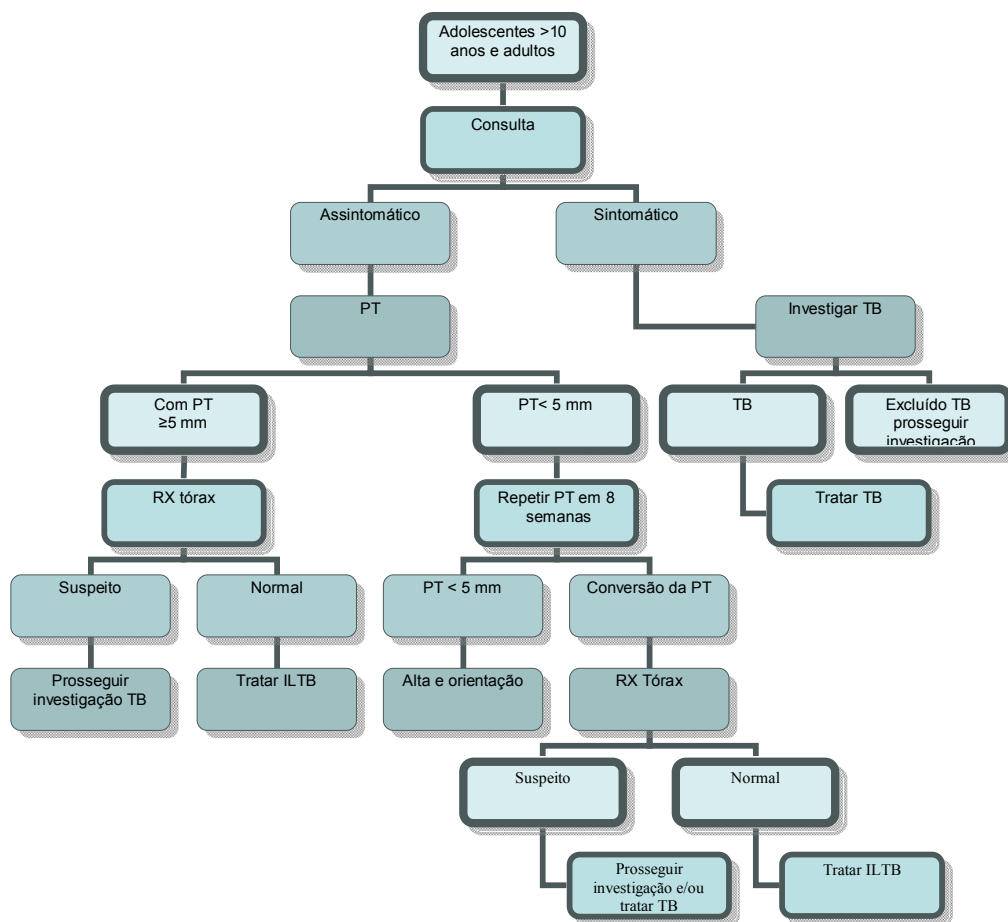 Adolescentes >10
anos e adultos
Consulta
Assintomático
Sintomático
PT
Investigar TB
Com PT
≥5 mm
PT< 5 mm
TB
Excluído TB
prosseguir
investigação
RX tórax
Repetir PT em 8
semanas
Tratar TB
Suspeito
Normal
PT < 5 mm
Conversão da PT
Prosseguir
investigação TB
Tratar ILTB
Alta e orientação
RX Tórax
Suspeito
Normal
Prosseguir
investigação e/ou
tratar TB
Tratar ILTB